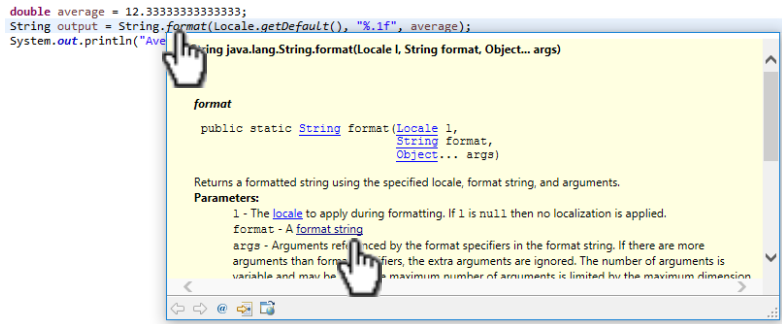 double average = 12.33333333333333;
String output = String.format(Locale.getDefault(), "%.1f", average);
System.out.println("Ave
ring java.lang.String.format(Locale l, String format, Object... args)
format
public static String format(Locale l,
String format,
Object... args)
Returns a formatted string using the specified locale, format string, and arguments.
Parameters:
l - The locale to apply during formatting. If l is null then no localization is applied.
format - A format string
args - Arguments referenced by the format specifiers in the format string. If there are more
arguments than format fiers, the extra arguments are ignored. The number of arguments is
variable and may be maximum number of arguments is limited by the maximum dimension
@